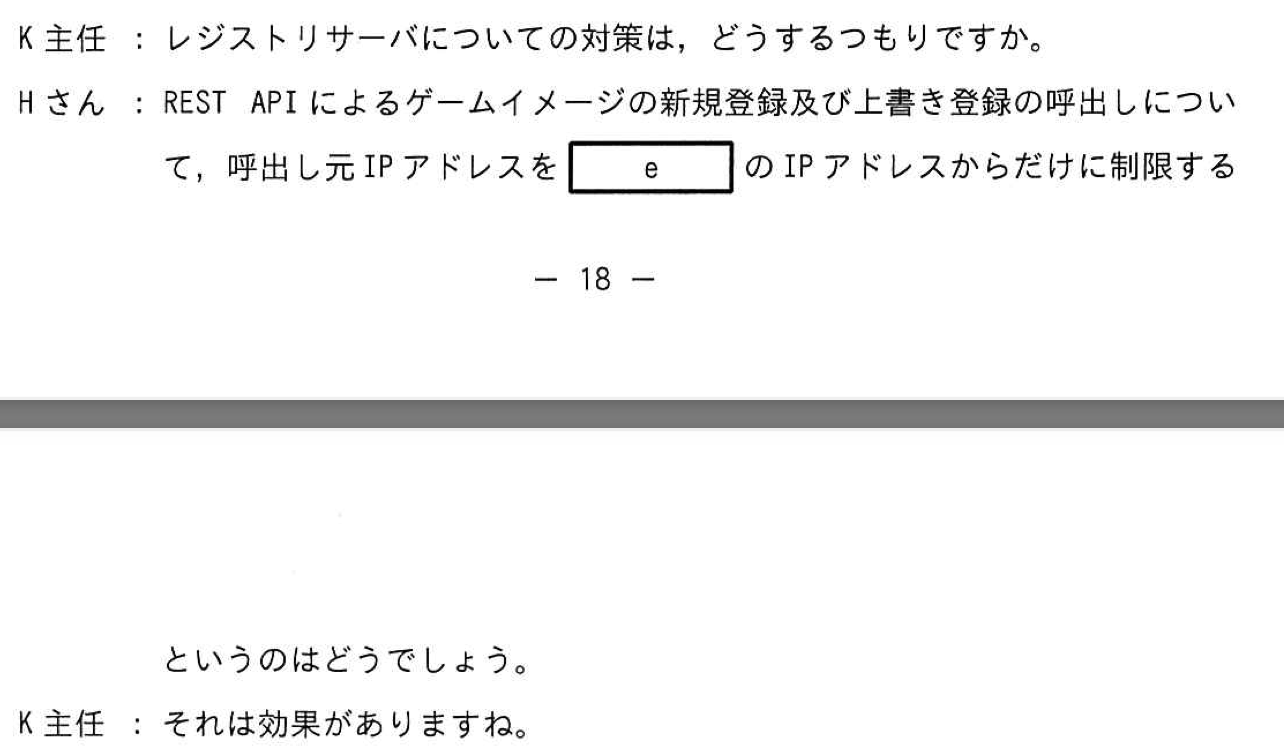 K 主任 ： レジストリサーバについての対策は，どうするつもりですか。
H さん ： REST API によるゲームイメージの新規登録及び上書き登録の呼出しについ
て，呼出し元 IP アドレスを e の IP アドレスからだけに制限する
― 18 ―
というのはどうでしょう。
K 主任 ： それは効果がありますね。